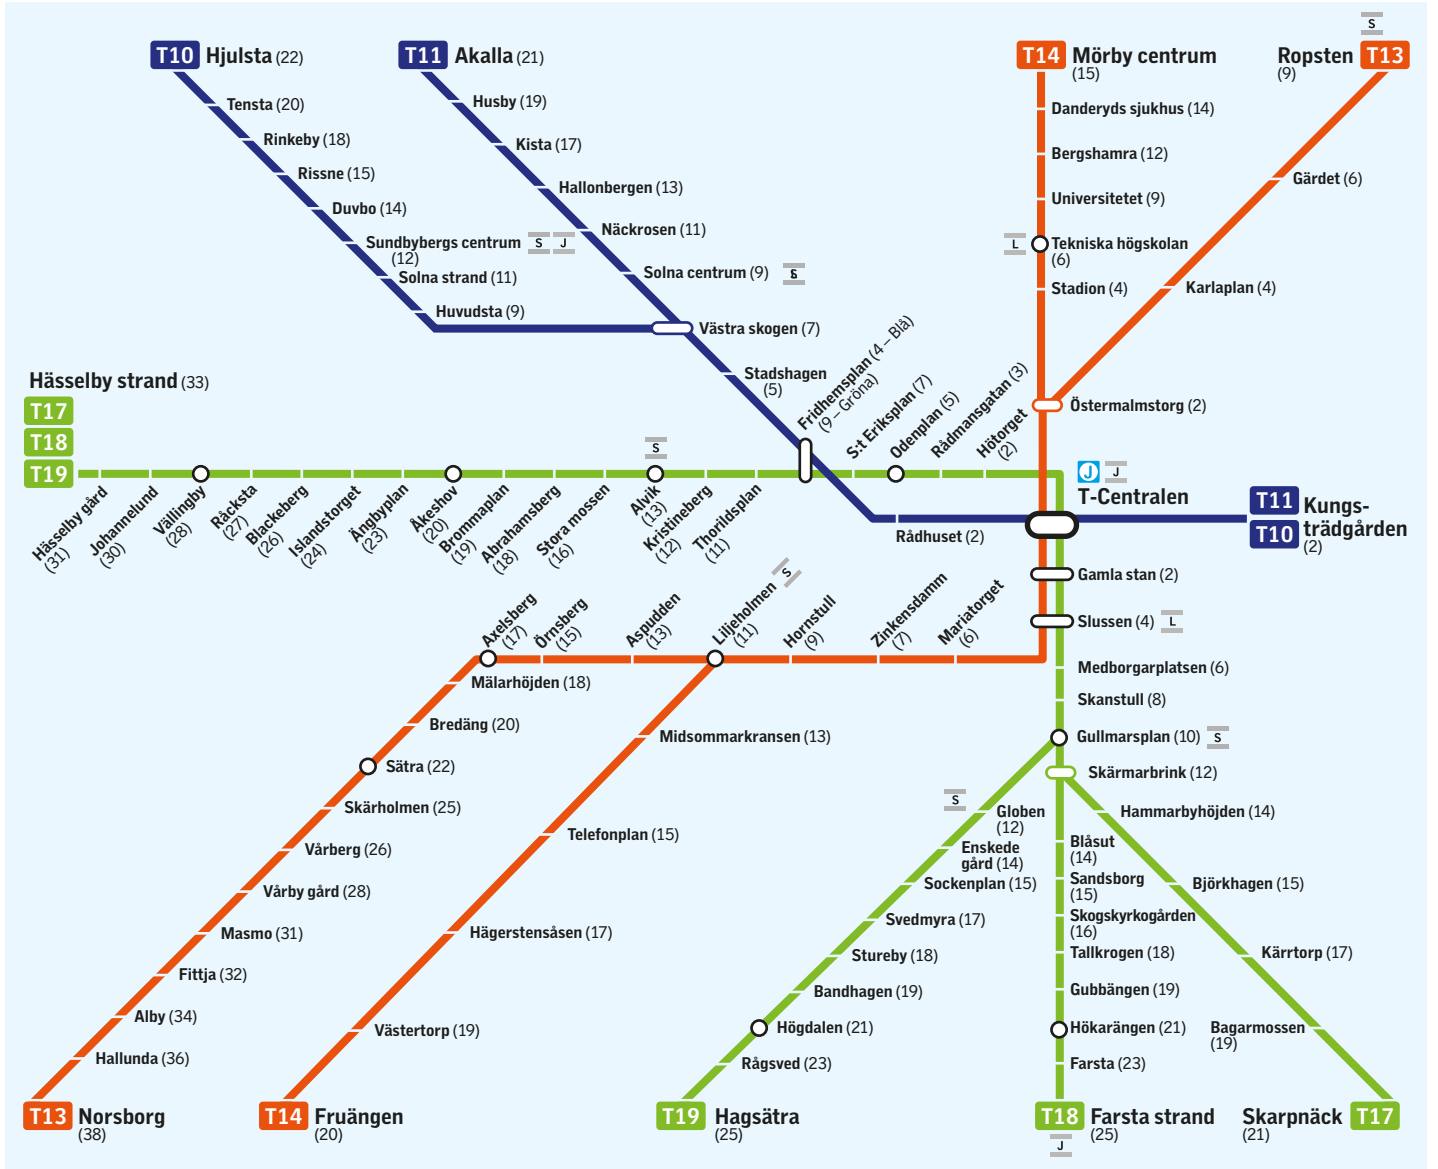 S
T10 Hjulsta (22)
T11 Akalla (21)
T14 Mörby centrum
(15)
Ropsten T13
(9)
Tensta (20)
Rinkeby (18)
Rissne (15)
Duvbo (14)
Sundbybergs centrum S J
(12)
Solna strand (11)
Huvudsta (9)
Husby (19)
Kista (17)
Hallonbergen (13)
Näckrosen (11)
Solna centrum (9)
Västra skogen (7)
Stadshagen
(5)
Fridhemsplan (4 – Blå)
(9 – Gröna)
Danderyds sjukhus (14)
Bergshamra (12)
Universitetet (9)
L Tekniska högskolan
(6)
Stadion (4)
Gärdet (6)
Karlaplan (4)
Östermalmstorg (2)
Hässelby strand (33)
T17
T18
T19
Hässelby gård
(31)
Johannelund
(30)
Vällingby
(28)
Råcksta
(27)
Blackeberg
(26)
Islandstorget
(24)
Ängbyplan
(23)
Åkeshov
(20)
Brommaplan
(19)
Abrahamsberg
(18)
Stora mossen
(16)
S
Alvik
(13)
Kristineberg
(12)
Thorildsplan
(11)
S:t Eriksplan (7)
Odenplan (5)
Rådmansgatan (3)
Hötorget
(2)
J J
T-Centralen
Rådhuset (2)
T11
T10
Kungs-
trädgården
(2)
Gamla stan (2)
Slussen (4) L
Axelsberg
(17)
Örnsberg
(15)
Aspudden
(13)
Liljeholmen S
(11)
Hornstull
(9)
Zinkensdamm
(7)
Mariatorget
(6)
Mälarhöjden (18)
Bredäng (20)
Sätra (22)
Skärholmen (25)
Vårberg (26)
Vårby gård (28)
Masmo (31)
Fittja (32)
Alby (34)
Hallunda (36)
T13 Norsborg
(38)
Midsommarkransen (13)
Telefonplan (15)
Hägerstensåsen (17)
Västertorp (19)
T14 Fruängen
(20)
Medborgarplatsen (6)
Skanstull (8)
Gullmarsplan (10) S
Skärmarbrink (12)
S
Globen
(12)
Enskede
gård (14)
Sockenplan (15)
Svedmyra (17)
Stureby (18)
Bandhagen (19)
Högdalen (21)
Rågsved (23)
T19 Hagsätra
(25)
Blåsut
(14)
Sandsborg
(15)
Skogskyrkogården
(16)
Tallkrogen (18)
Gubbängen (19)
Hökarängen (21)
Farsta (23)
T18 Farsta strand
(25)
J
Hammarbyhöjden (14)
Björkhagen (15)
Kärrtorp (17)
Bagarmossen
(19)
Skarpnäck T17
(21)